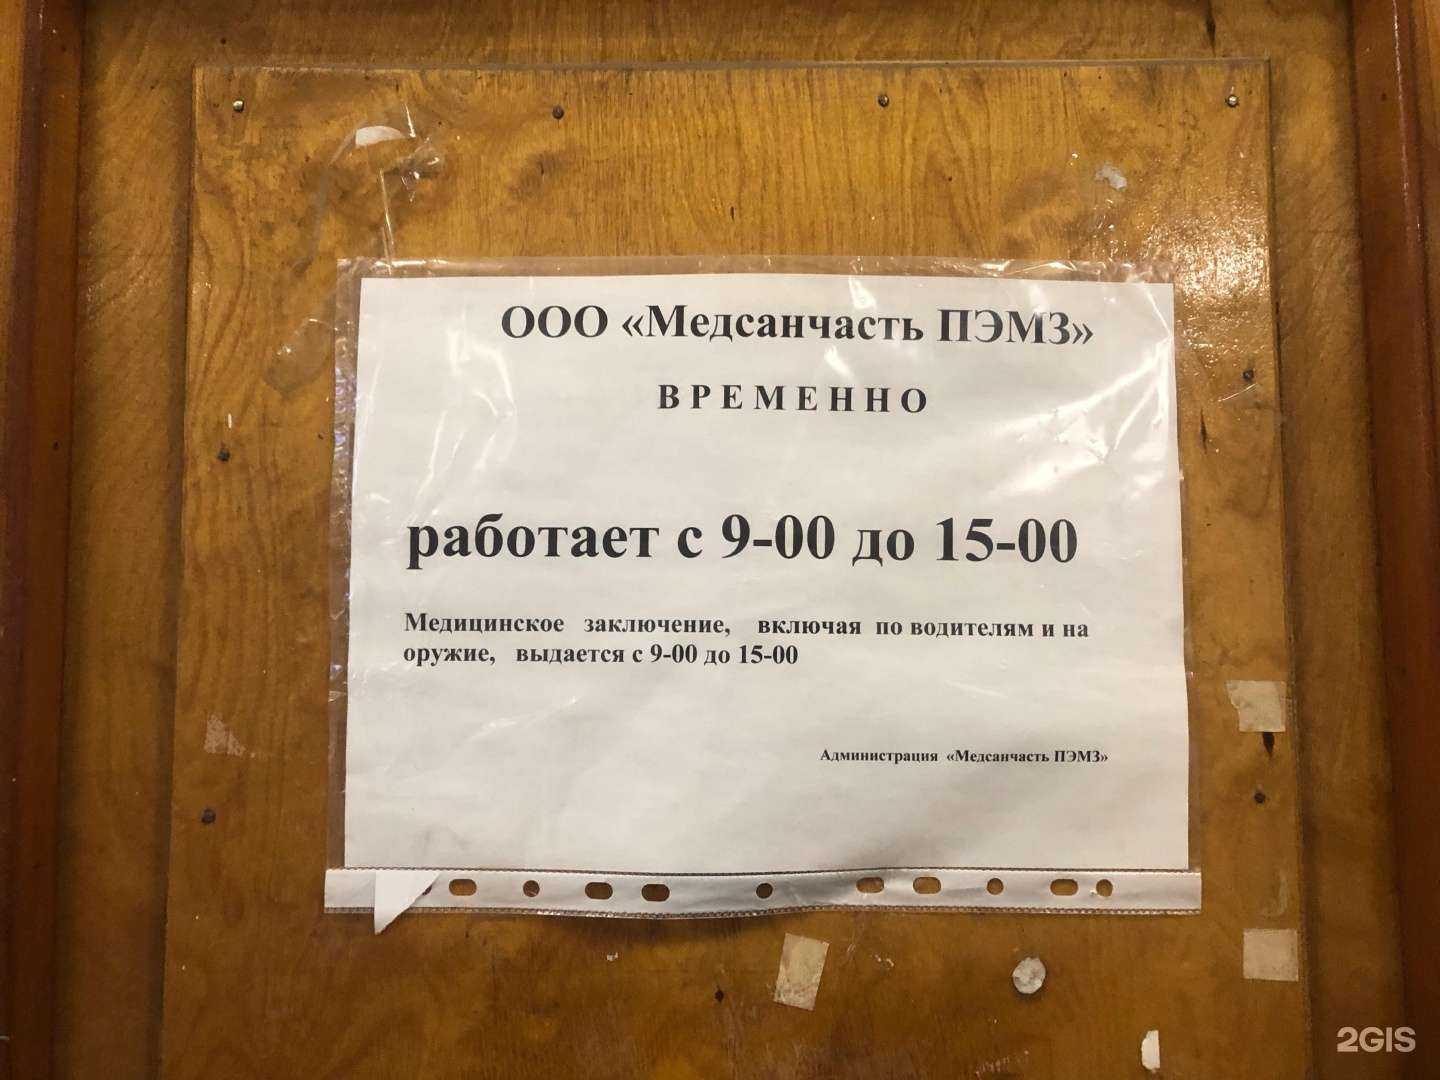 ООО «Медсанчасть ПЭМЗ»
В Р Е М Е Н Н О
работает с 9-00 до 15-00
Медицинское заключение, включая по водителям и на
оружие, выдается с 9-00 до 15-00
Администрация «Медсанчасть ПЭМЗ»
2GIS